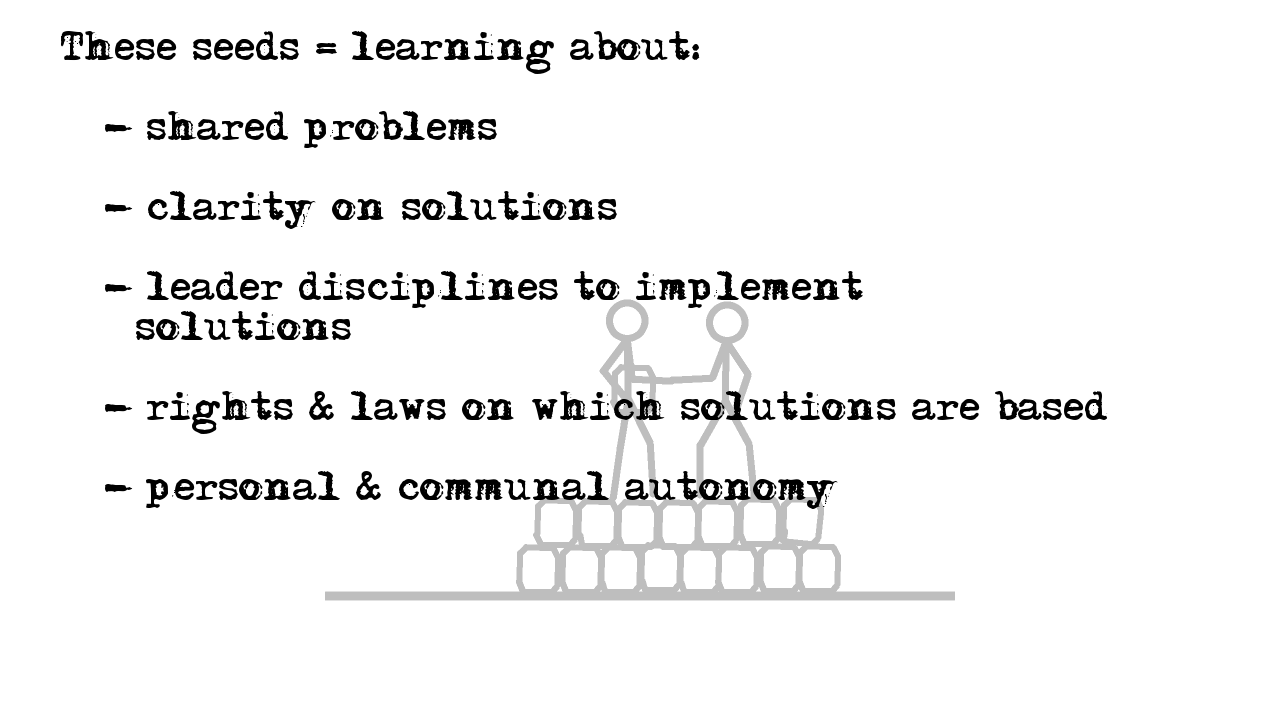 These seeds = learning about:
- shared problems
- clarity on solutions
- leader disciplines to implement
solutions
- rights & laws on which solutions are based
- personal & communal autonomy